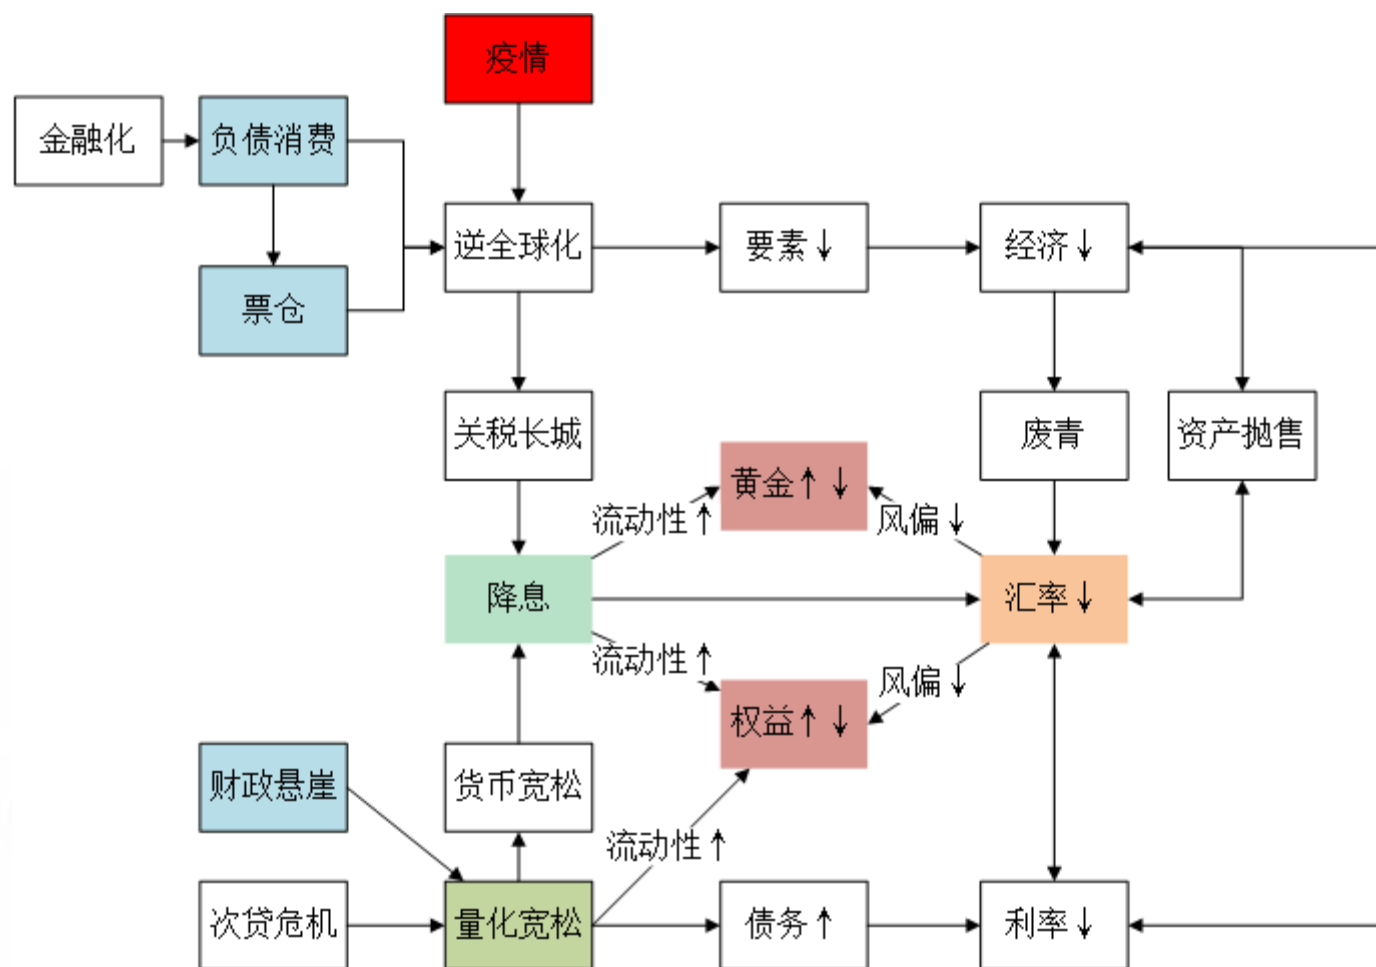 疫情
金融化
负债消费
逆全球化
要素↓
经济↓
票仓
关税长城
黄金↑↓
废青
资产抛售
流动性↑
风偏↓
降息
汇率↓
流动性↑
风偏↓
权益↑↓
财政悬崖
货币宽松
流动性↑
次贷危机
量化宽松
债务↑
利率↓